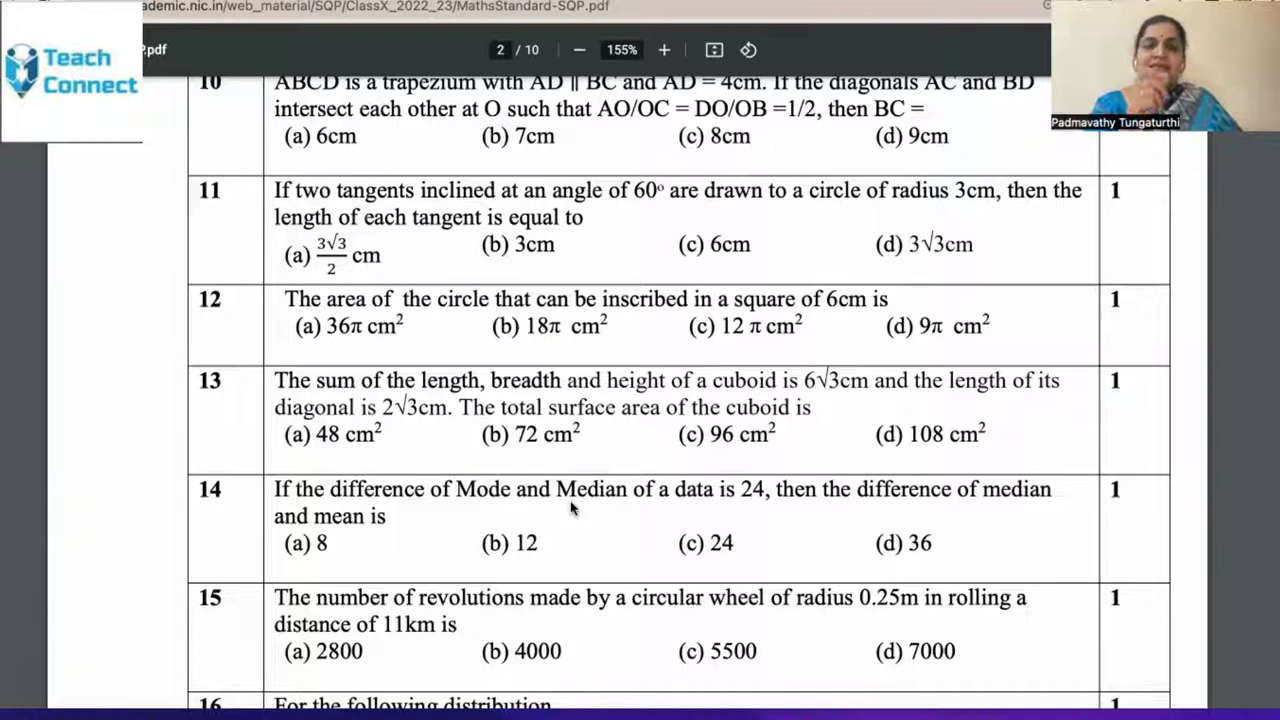 ademic.nic.in/web_material/SQP/ClassX_2022_23/MathsStandard-SQP.pdf
Teach
Connect
.pdf
2 / 10
155%
Padmavathy Tungaturthi
10 ABCD is a trapezium with AD ǁ BC and AD = 4cm. If the diagonals AC and BD
intersect each other at O such that AO/OC = DO/OB =1/2, then BC =
(a) 6cm (b) 7cm (c) 8cm (d) 9cm
11 If two tangents inclined at an angle of 60º are drawn to a circle of radius 3cm, then the 1
length of each tangent is equal to
(a) 3√3/2 cm (b) 3cm (c) 6cm (d) 3√3cm
12 The area of the circle that can be inscribed in a square of 6cm is 1
(a) 36π cm² (b) 18π cm² (c) 12 π cm² (d) 9π cm²
13 The sum of the length, breadth and height of a cuboid is 6√3cm and the length of its 1
diagonal is 2√3cm. The total surface area of the cuboid is
(a) 48 cm² (b) 72 cm² (c) 96 cm² (d) 108 cm²
14 If the difference of Mode and Median of a data is 24, then the difference of median 1
and mean is
(a) 8 (b) 12 (c) 24 (d) 36
15 The number of revolutions made by a circular wheel of radius 0.25m in rolling a 1
distance of 11km is
(a) 2800 (b) 4000 (c) 5500 (d) 7000
16 For the following distribution 1